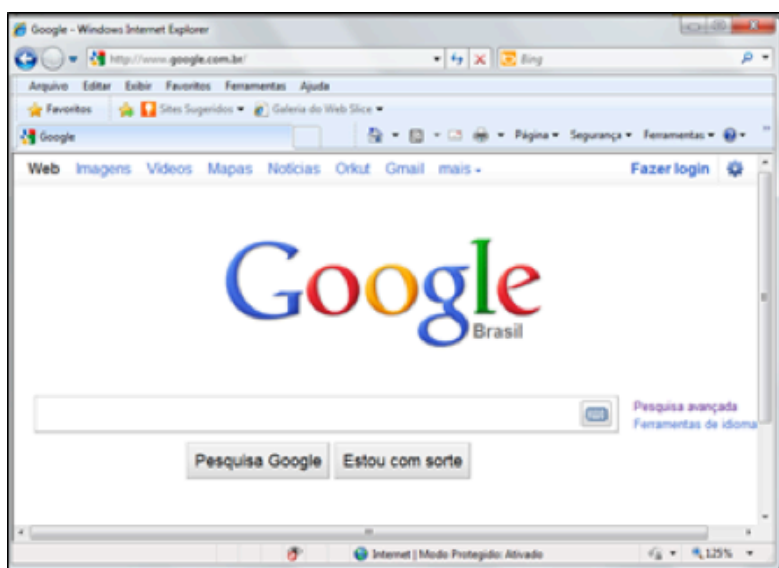 Google - Windows Internet Explorer
http://www.google.com.br/
Bing
Arquivo Editar Exibir Favoritos Ferramentas Ajuda
Favoritos Sites Sugeridos Galeria do Web Slice
Google Página Segurança Ferramentas
Web Imagens Vídeos Mapas Notícias Orkut Gmail mais Fazer login
Google
Brasil
Pesquisa avançada
Ferramentas de idioma
Pesquisa Google Estou com sorte
Internet | Modo Protegido: Ativado 125%